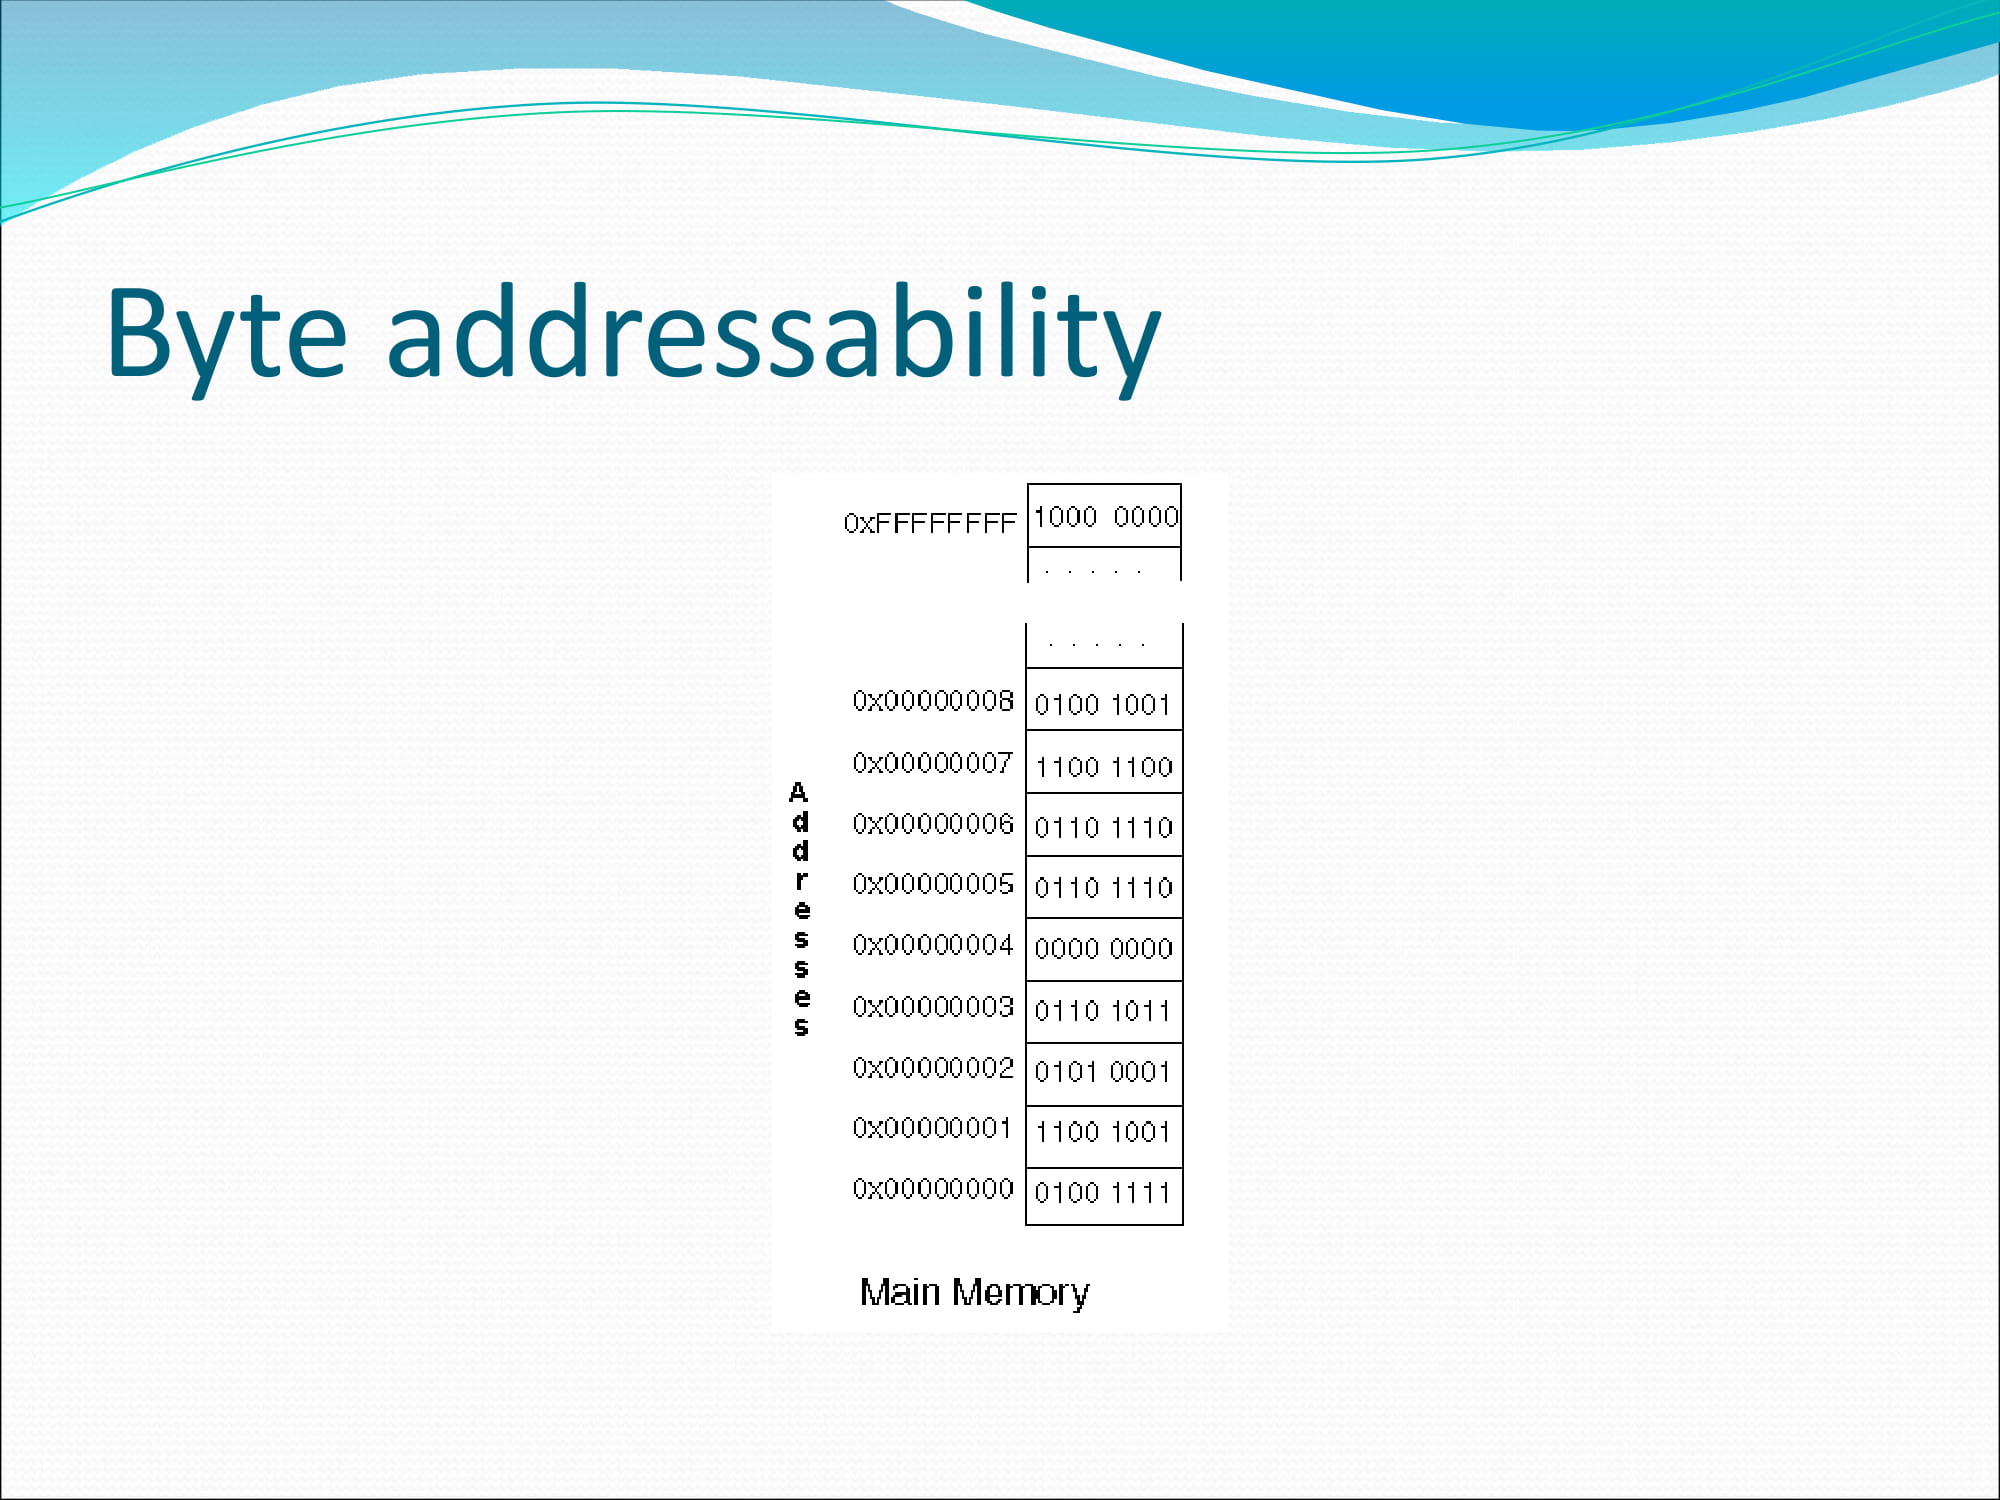 Byte addressability
0xFFFFFFFF 1000 0000
. . . . .
. . . . .
0x00000008 0100 1001
0x00000007 1100 1100
0x00000006 0110 1110
0x00000005 0110 1110
0x00000004 0000 0000
0x00000003 0110 1011
0x00000002 0101 0001
0x00000001 1100 1001
0x00000000 0100 1111
Addresses
Main Memory